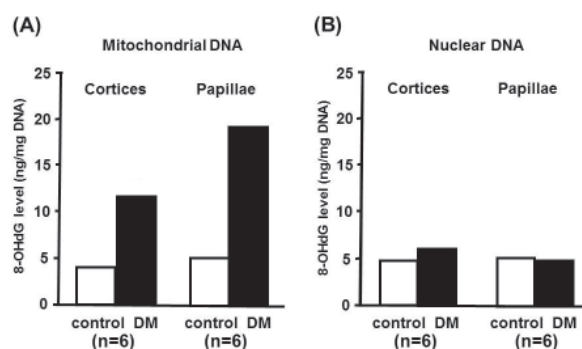 (A)
Mitochondrial DNA
8-OHdG level (ng/mg DNA)
25
20
15
10
5
0
Cortices Papillae
control DM control DM
(n=6) (n=6)
(B)
Nuclear DNA
8-OHdG level (ng/mg DNA)
25
20
15
10
5
0
Cortices Papillae
control DM control DM
(n=6) (n=6)